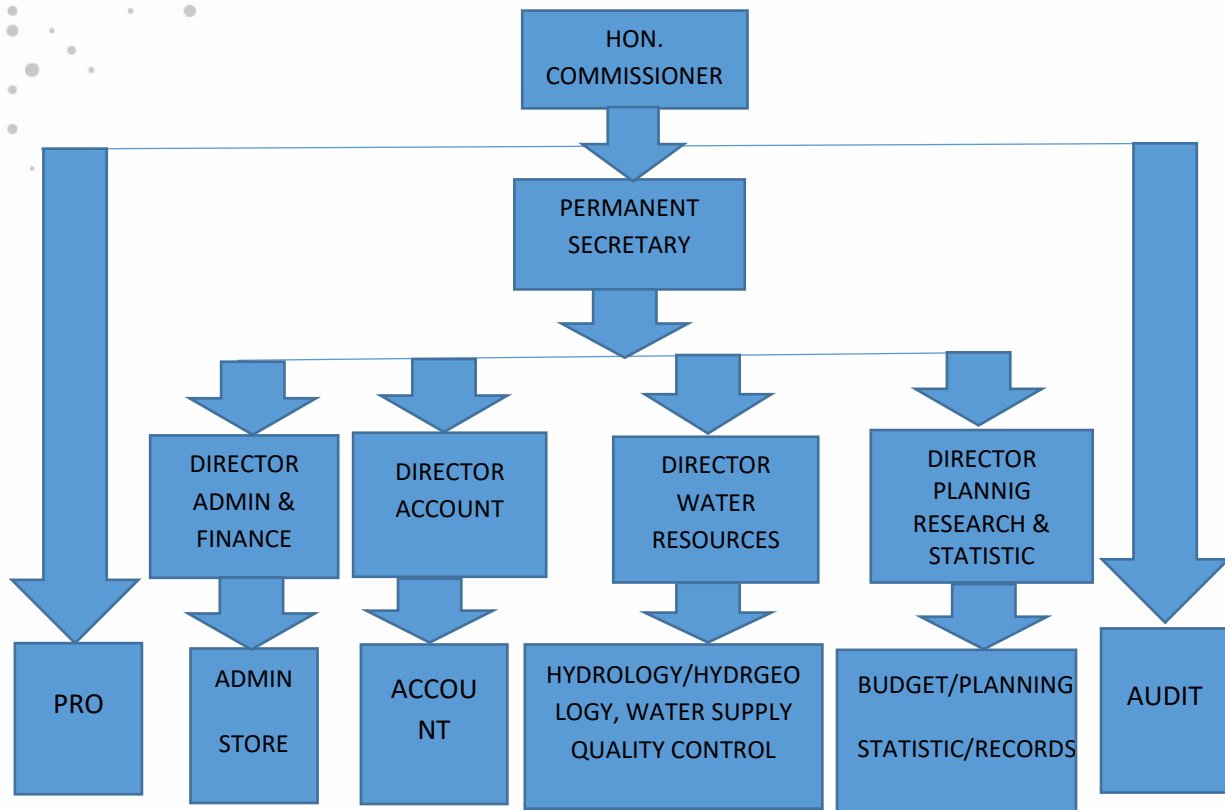 HON.
COMMISSIONER
PERMANENT
SECRETARY
DIRECTOR
ADMIN &
FINANCE
DIRECTOR
ACCOUNT
DIRECTOR
WATER
RESOURCES
DIRECTOR
PLANNIG
RESEARCH &
STATISTIC
PRO
ADMIN
STORE
ACCOU
NT
HYDROLOGY/HYDRGEO
LOGY, WATER SUPPLY
QUALITY CONTROL
BUDGET/PLANNING
STATISTIC/RECORDS
AUDIT